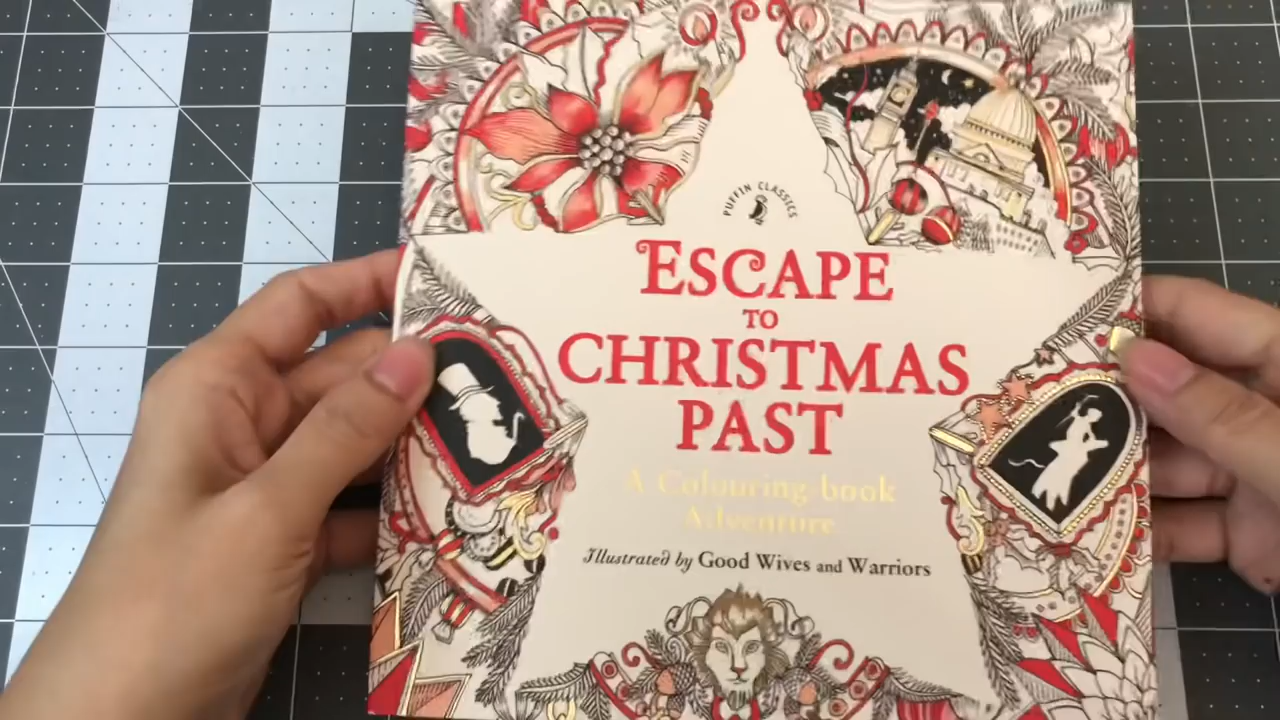 PUFFIN CLASSICS
ESCAPE
TO
CHRISTMAS
PAST
A Colouring-book
Adventure
Illustrated by Good Wives and Warriors